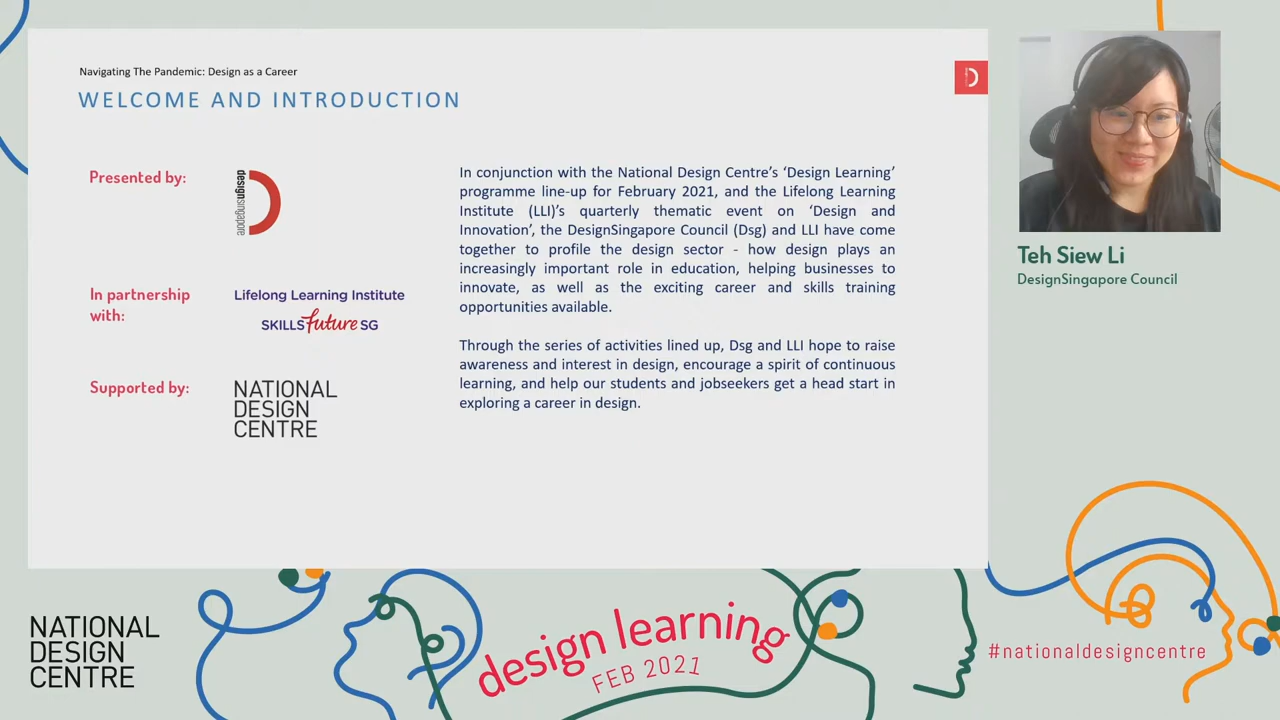 Navigating The Pandemic: Design as a Career
WELCOME AND INTRODUCTION
Presented by:
designsingapore
In partnership
with:
Lifelong Learning Institute
SKILLSfuture SG
Supported by:
NATIONAL
DESIGN
CENTRE
In conjunction with the National Design Centre’s ‘Design Learning’
programme line-up for February 2021, and the Lifelong Learning
Institute (LLI)’s quarterly thematic event on ‘Design and
Innovation’, the DesignSingapore Council (Dsg) and LLI have come
together to profile the design sector - how design plays an
increasingly important role in education, helping businesses to
innovate, as well as the exciting career and skills training
opportunities available.
Through the series of activities lined up, Dsg and LLI hope to raise
awareness and interest in design, encourage a spirit of continuous
learning, and help our students and jobseekers get a head start in
exploring a career in design.
Teh Siew Li
DesignSingapore Council
NATIONAL
DESIGN
CENTRE
design learning
FEB 2021
#nationaldesigncentre